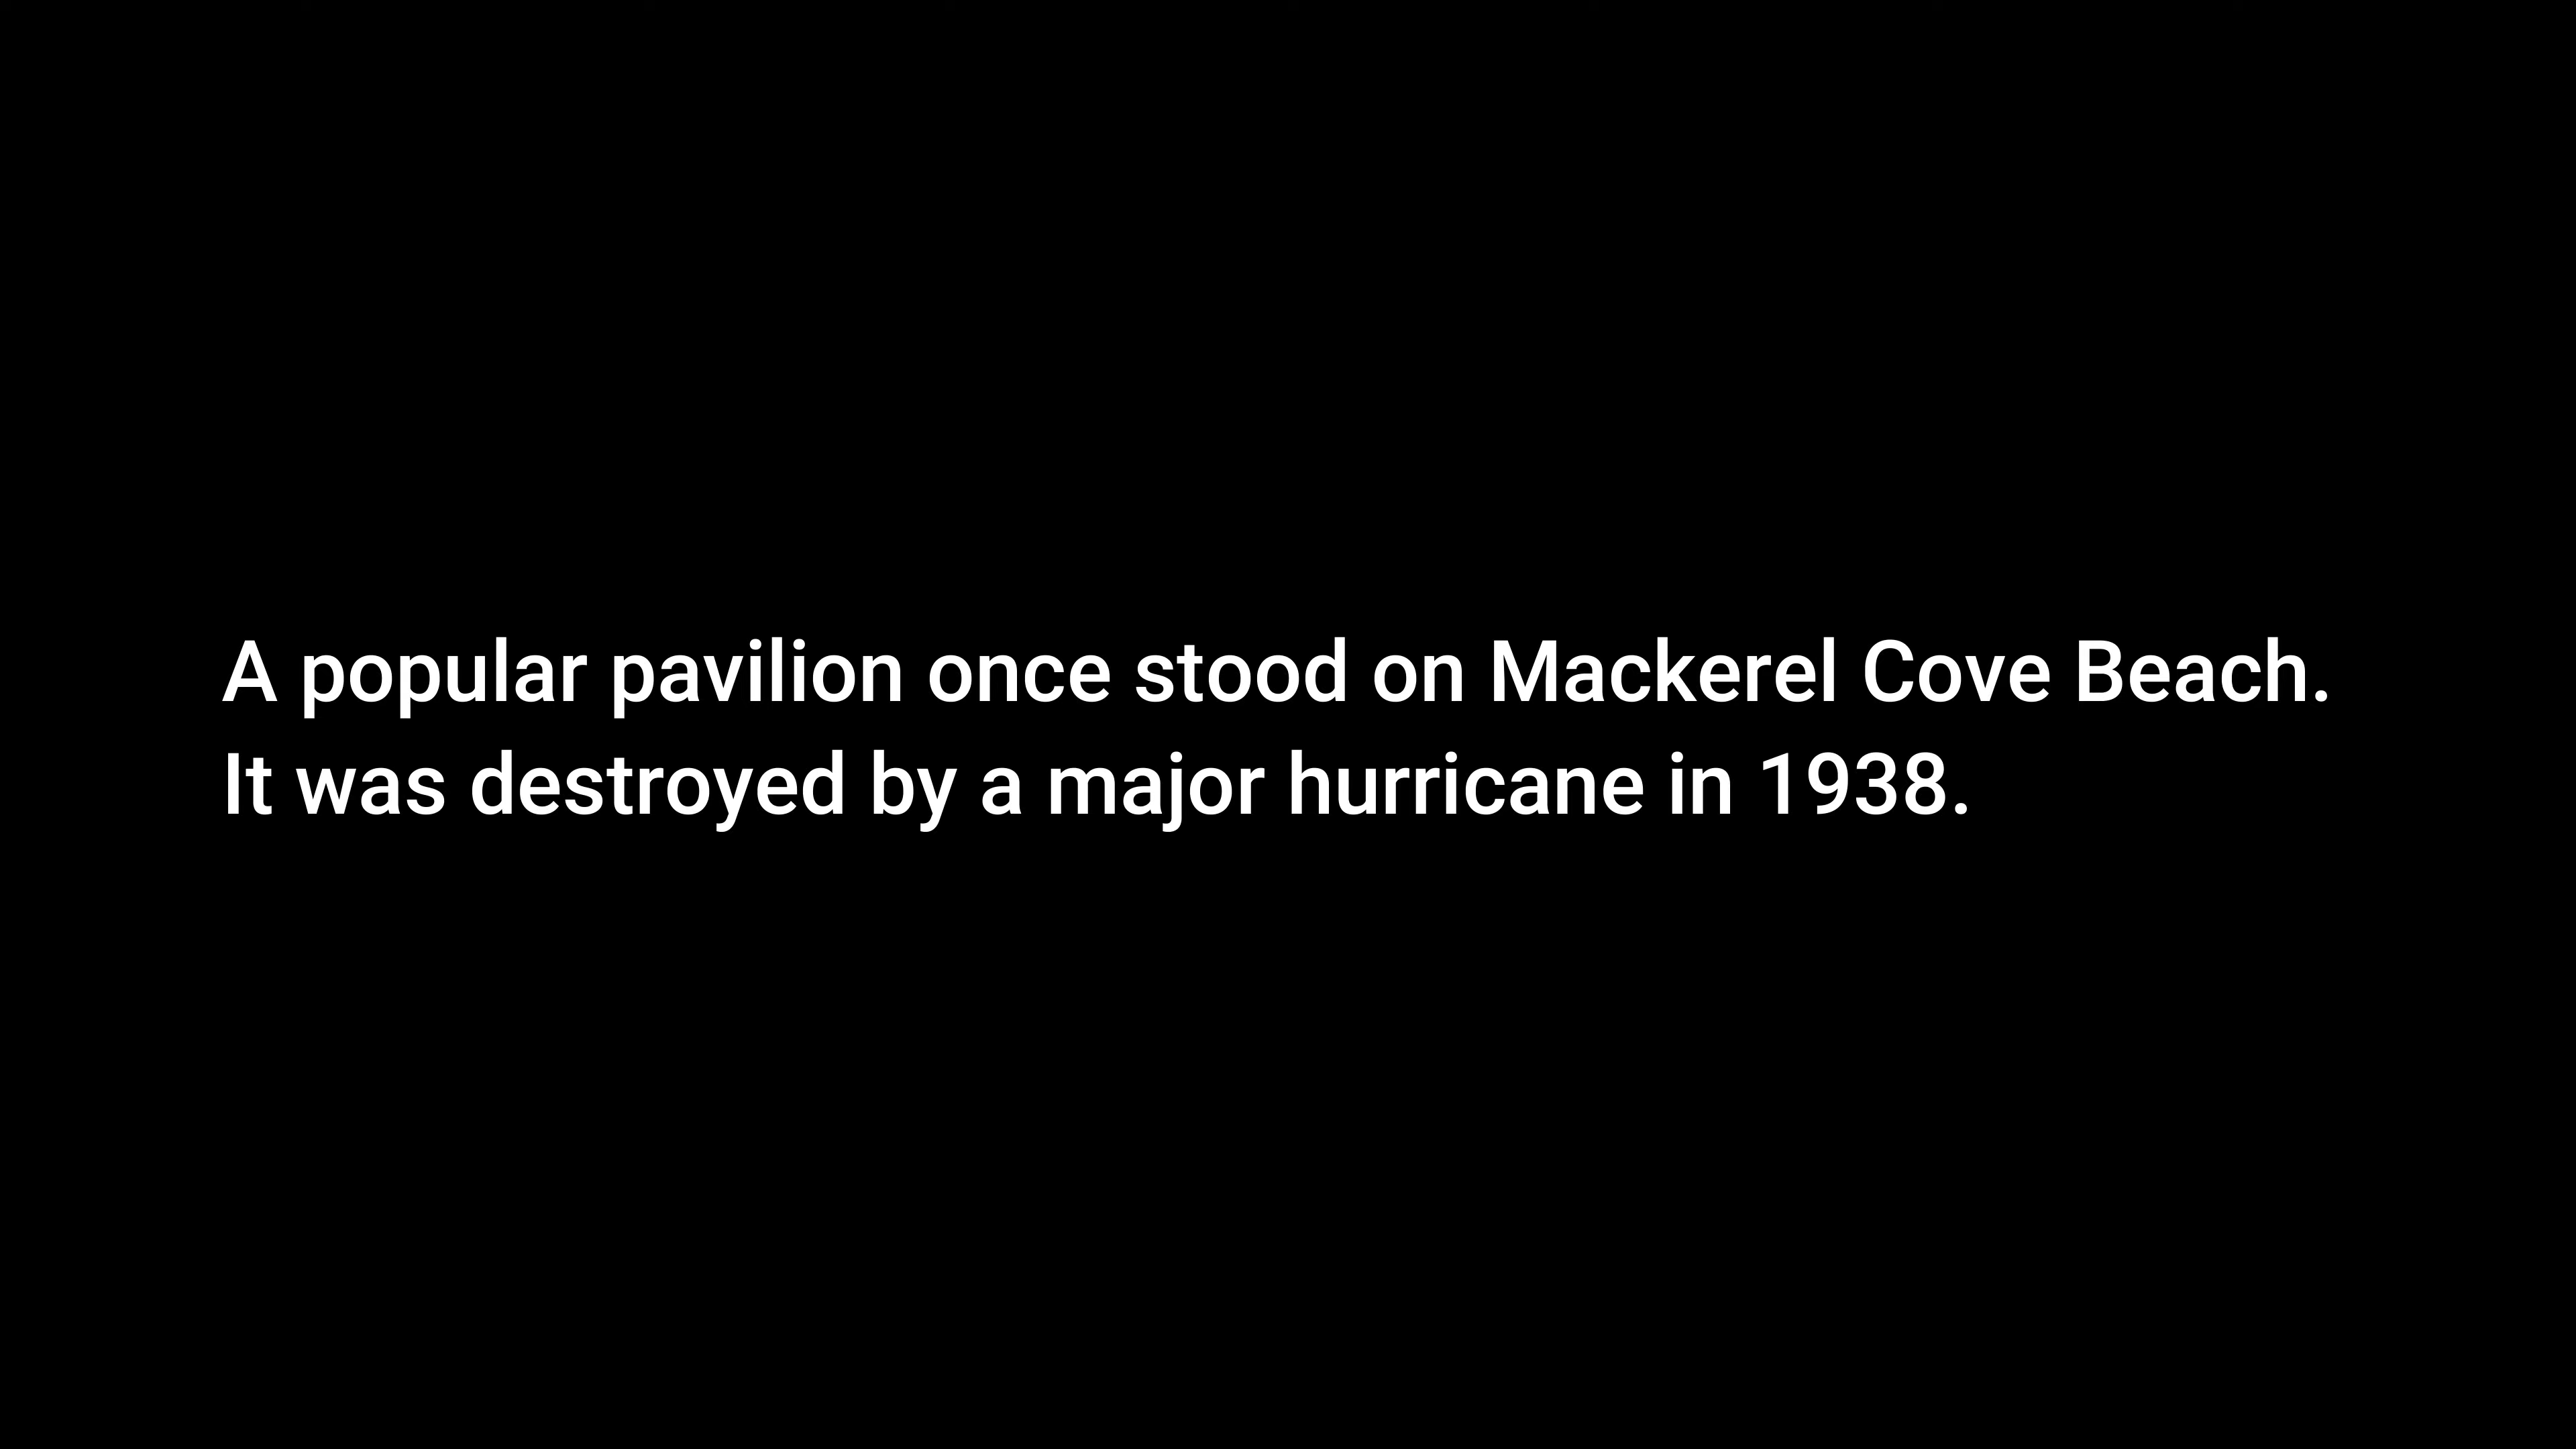 A popular pavilion once stood on Mackerel Cove Beach.
It was destroyed by a major hurricane in 1938.